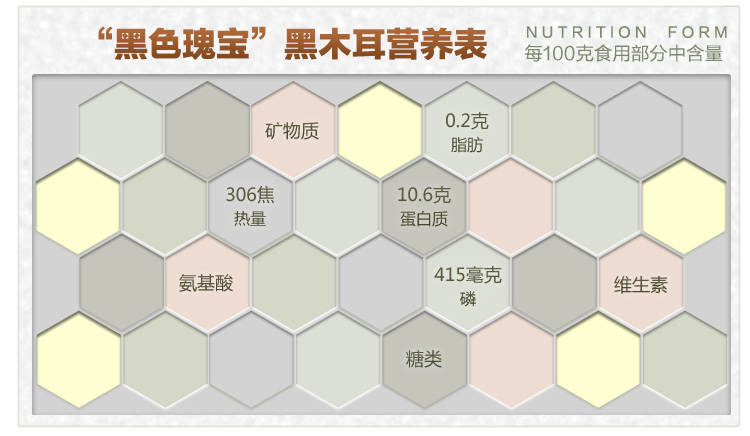 “黑色瑰宝”黑木耳营养表
NUTRITION FORM
每100克食用部分中含量
矿物质
0.2克
脂肪
306焦
热量
10.6克
蛋白质
氨基酸
415毫克
磷
维生素
糖类